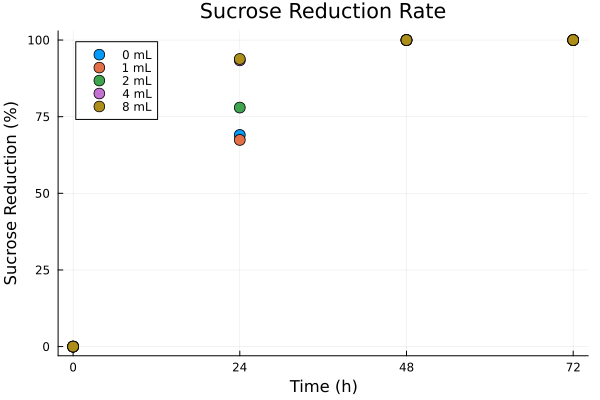 Sucrose Reduction Rate
Sucrose Reduction (%)
100
75
50
25
0
0 mL
1 mL
2 mL
4 mL
8 mL
0 24 48 72
Time (h)